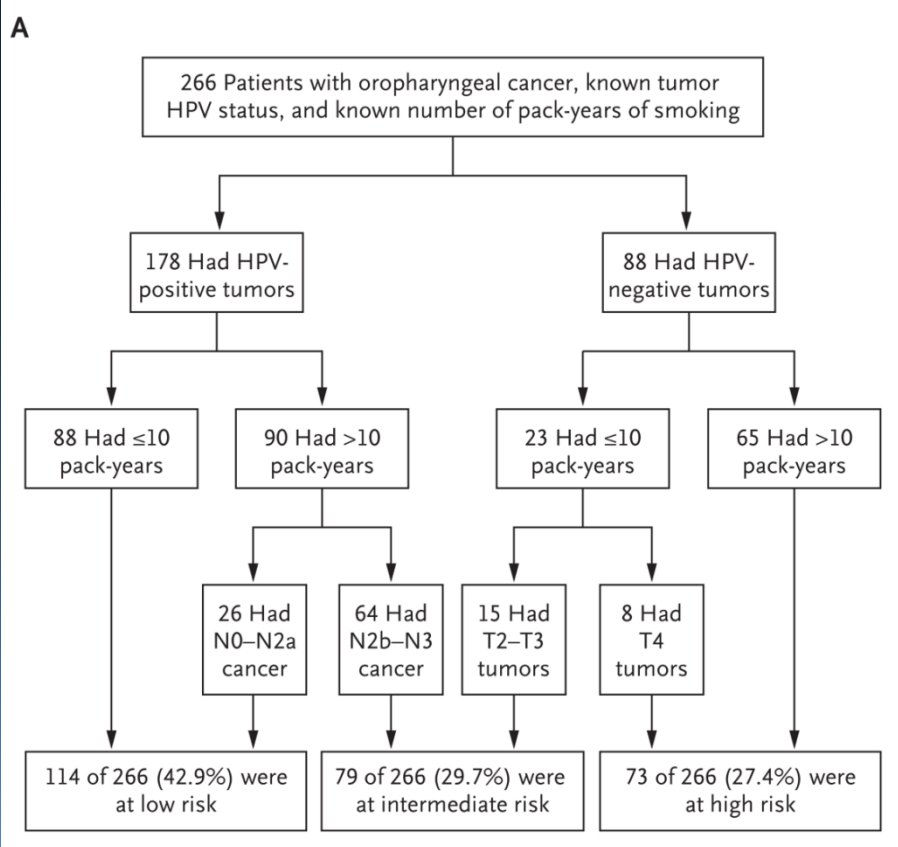 A
266 Patients with oropharyngeal cancer, known tumor
HPV status, and known number of pack-years of smoking
178 Had HPV-
positive tumors
88 Had HPV-
negative tumors
88 Had ≤10
pack-years
90 Had >10
pack-years
23 Had ≤10
pack-years
65 Had >10
pack-years
26 Had
N0–N2a
cancer
64 Had
N2b–N3
cancer
15 Had
T2–T3
tumors
8 Had
T4
tumors
114 of 266 (42.9%) were
at low risk
79 of 266 (29.7%) were
at intermediate risk
73 of 266 (27.4%) were
at high risk